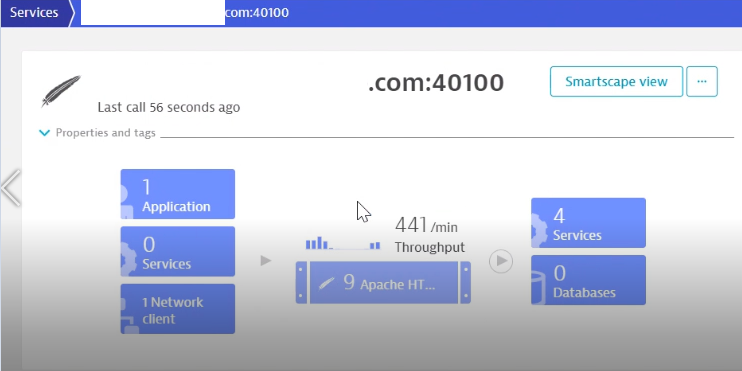 Services
com:40100
.com:40100
Smartscape view
...
Last call 56 seconds ago
Properties and tags
1
Application
0
Services
1 Network
client
441 /min
Throughput
9 Apache HT...
4
Services
0
Databases